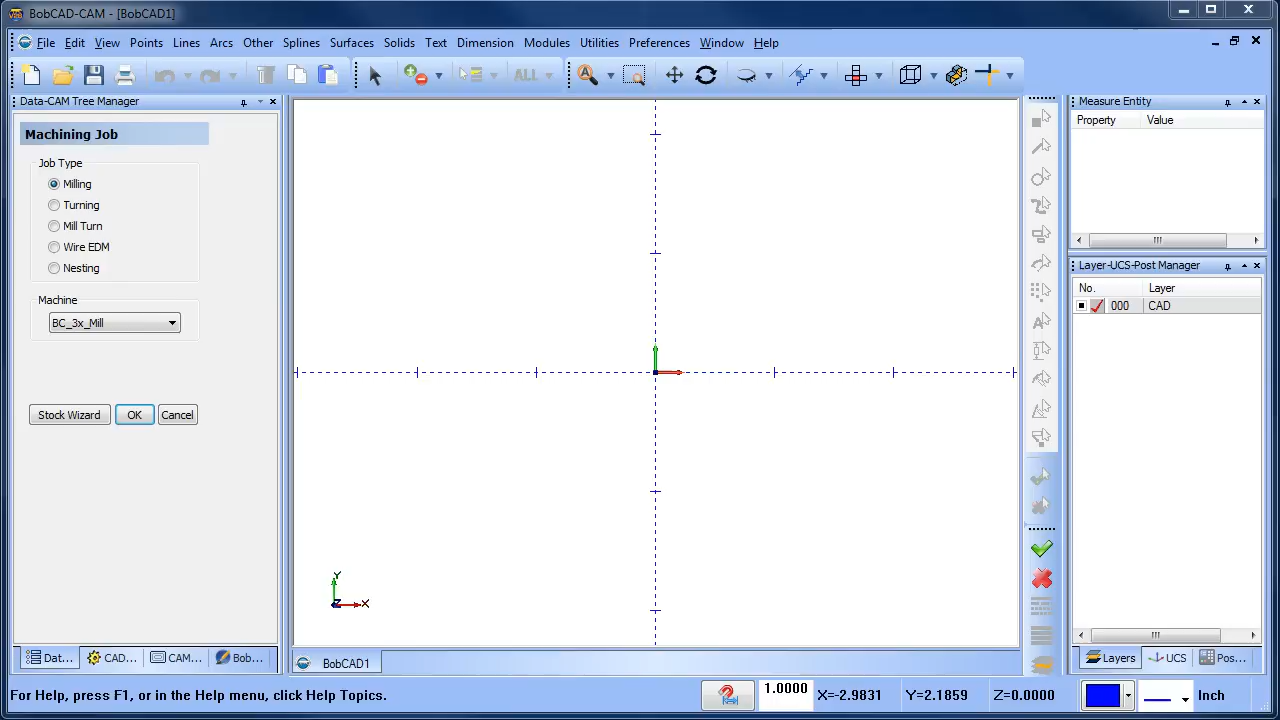 BobCAD-CAM - [BobCAD1]
File Edit View Points Lines Arcs Other Splines Surfaces Solids Text Dimension Modules Utilities Preferences Window Help
ALL
Data-CAM Tree Manager
Machining Job
Job Type
Milling
Turning
Mill Turn
Wire EDM
Nesting
Machine
BC_3x_Mill
Stock Wizard OK Cancel
Y
Z X
Measure Entity
Property Value
Layer-UCS-Post Manager
No. Layer
000 CAD
Dat... CAD... CAM... Bob...
BobCAD1
Layers UCS Pos...
For Help, press F1, or in the Help menu, click Help Topics.
1.0000 X=-2.9831 Y=2.1859 Z=0.0000 Inch